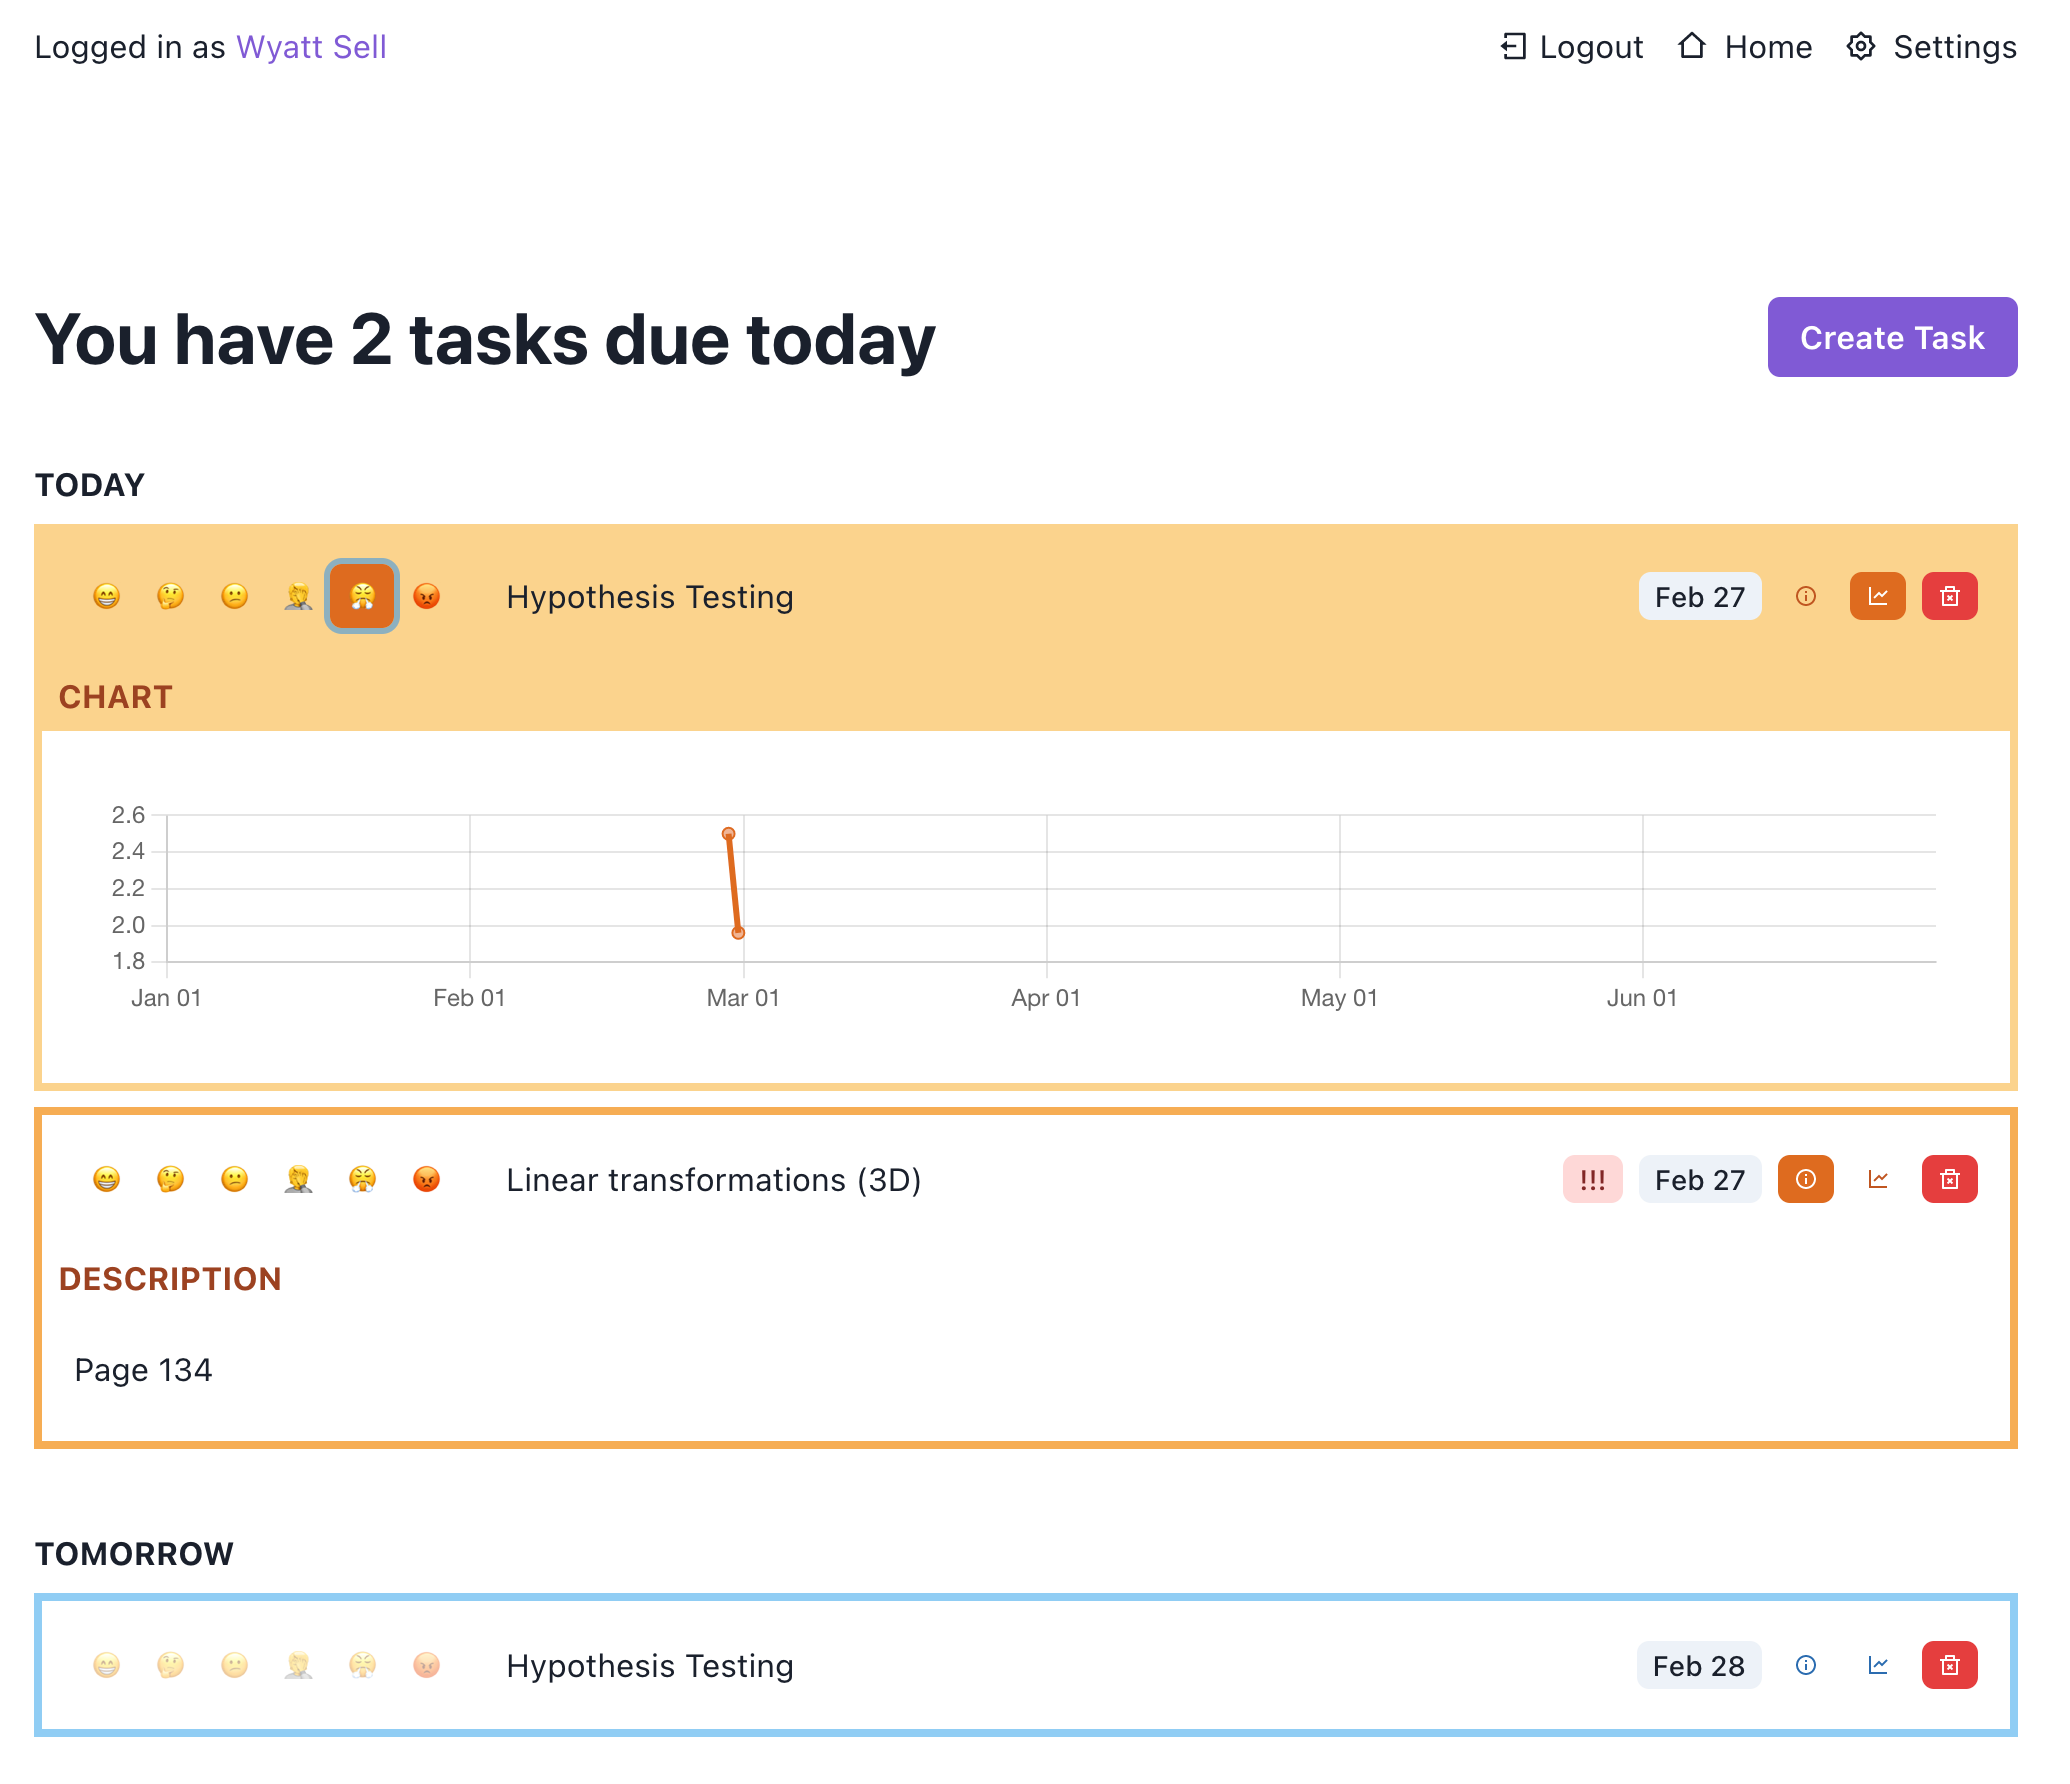 Logged in as Wyatt Sell
Logout Home Settings
You have 2 tasks due today
Create Task
TODAY
Hypothesis Testing
Feb 27
CHART
2.6
2.4
2.2
2.0
1.8
Jan 01 Feb 01 Mar 01 Apr 01 May 01 Jun 01
Linear transformations (3D)
!!! Feb 27
DESCRIPTION
Page 134
TOMORROW
Hypothesis Testing
Feb 28